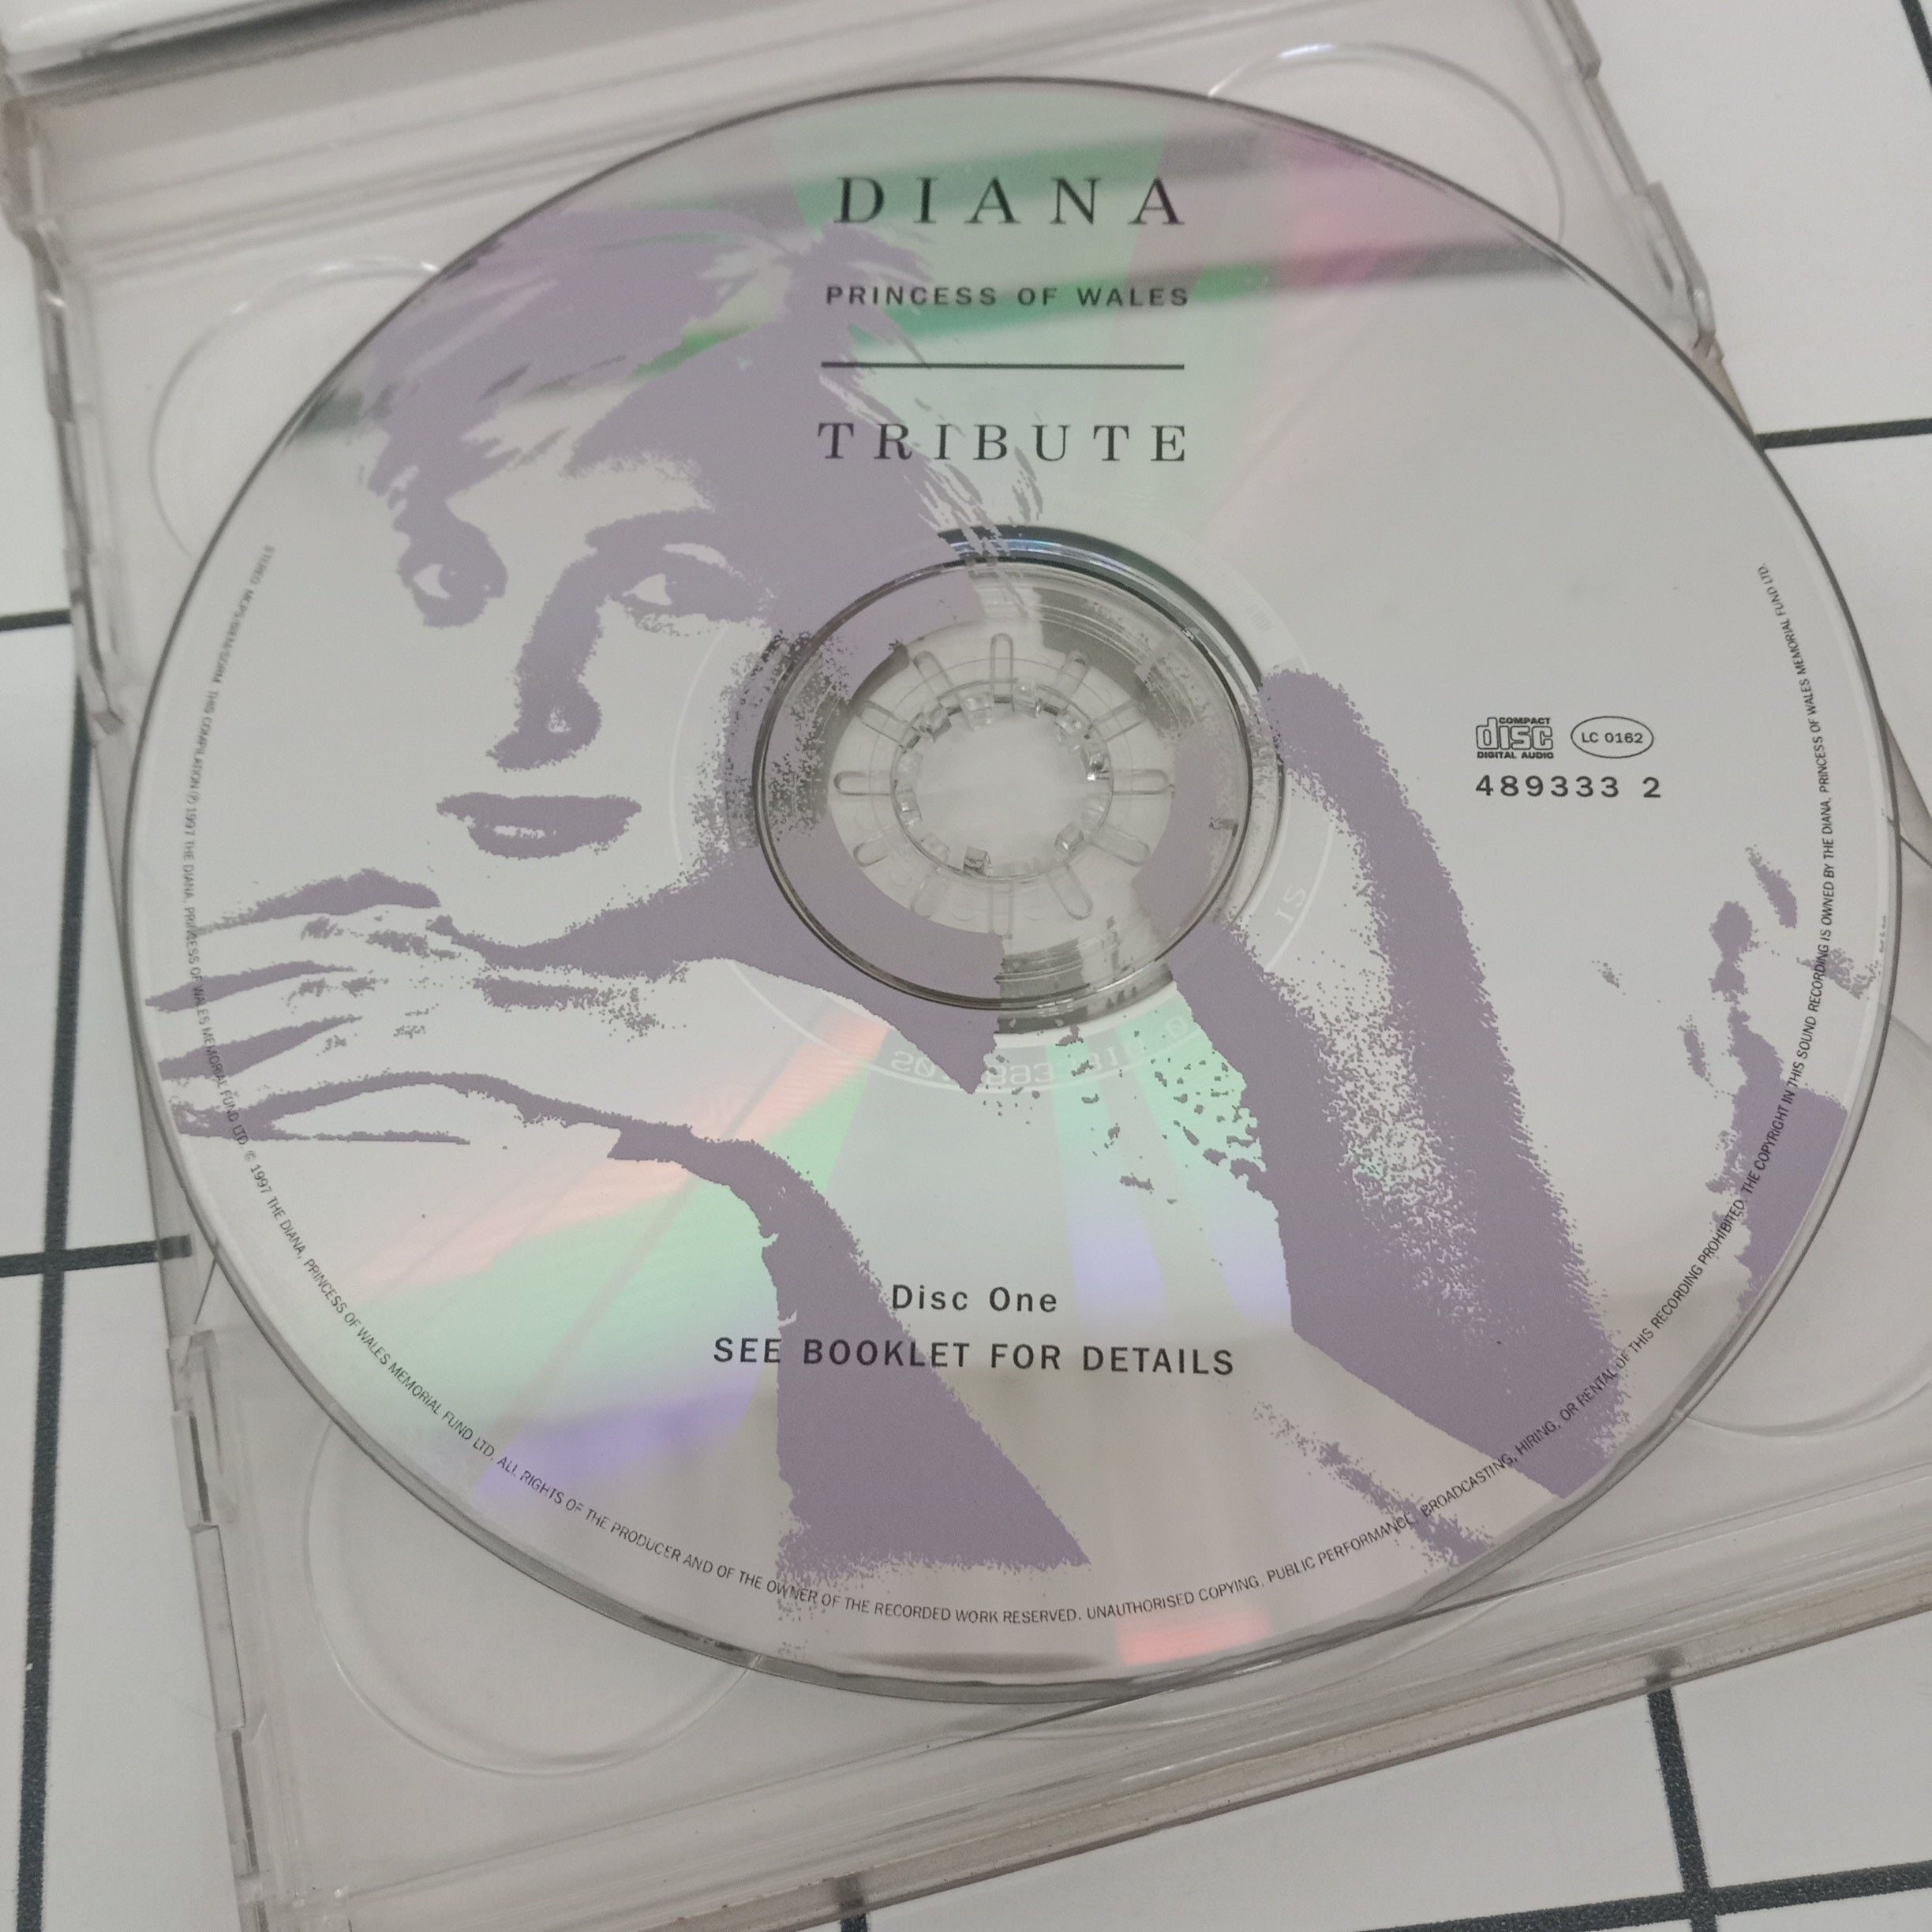 DIANA
PRINCESS OF WALES
TRIBUTE
COMPACT
disc
DIGITAL AUDIO
LC 0162
489333 2
Disc One
SEE BOOKLET FOR DETAILS
STEREO THIS COMPILATION ℗ 1997 THE DIANA, PRINCESS OF WALES MEMORIAL FUND LTD. © 1997 THE DIANA, PRINCESS OF WALES MEMORIAL FUND LTD. ALL RIGHTS OF THE PRODUCER AND OF THE OWNER OF THE RECORDED WORK RESERVED. UNAUTHORISED COPYING, PUBLIC PERFORMANCE, BROADCASTING, HIRING, OR RENTAL OF THIS RECORDING PROHIBITED. THE COPYRIGHT IN THIS SOUND RECORDING IS OWNED BY THE DIANA, PRINCESS OF WALES MEMORIAL FUND LTD.